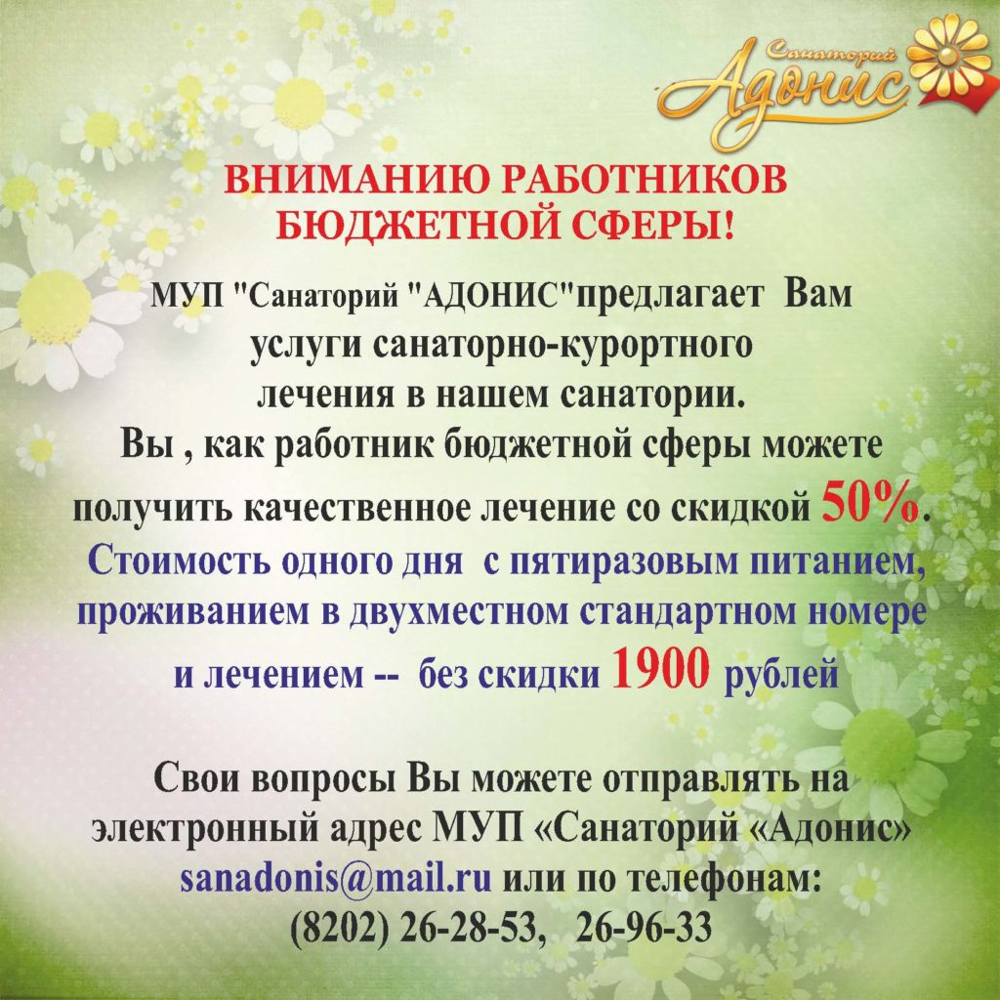 Санаторий
Адонис
ВНИМАНИЮ РАБОТНИКОВ
БЮДЖЕТНОЙ СФЕРЫ!
МУП "Санаторий "АДОНИС"предлагает Вам
услуги санаторно-курортного
лечения в нашем санатории.
Вы , как работник бюджетной сферы можете
получить качественное лечение со скидкой 50%.
Стоимость одного дня с пятиразовым питанием,
проживанием в двухместном стандартном номере
и лечением -- без скидки 1900 рублей
Свои вопросы Вы можете отправлять на
электронный адрес МУП «Санаторий «Адонис»
sanadonis@mail.ru или по телефонам:
(8202) 26-28-53, 26-96-33